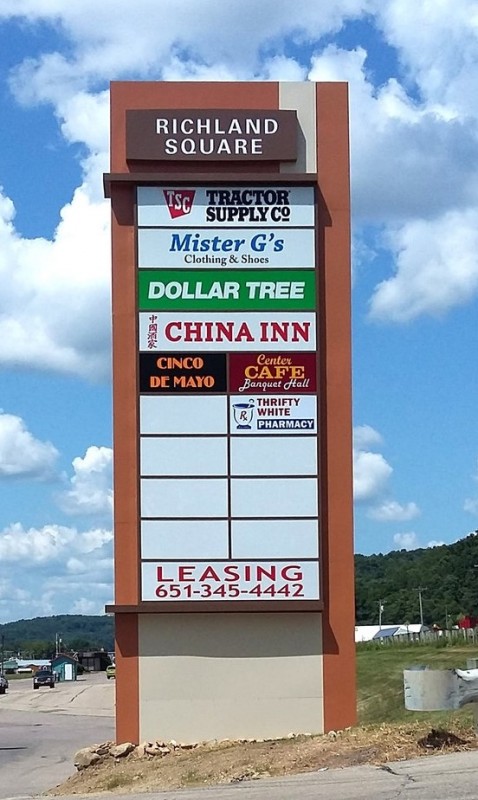 RICHLAND
SQUARE
TSC TRACTOR
SUPPLY CO
Mister G's
Clothing & Shoes
DOLLAR TREE
中國酒家 CHINA INN
CINCO
DE MAYO
Center
CAFE
Banquet Hall
Rx THRIFTY
WHITE
PHARMACY
LEASING
651-345-4442